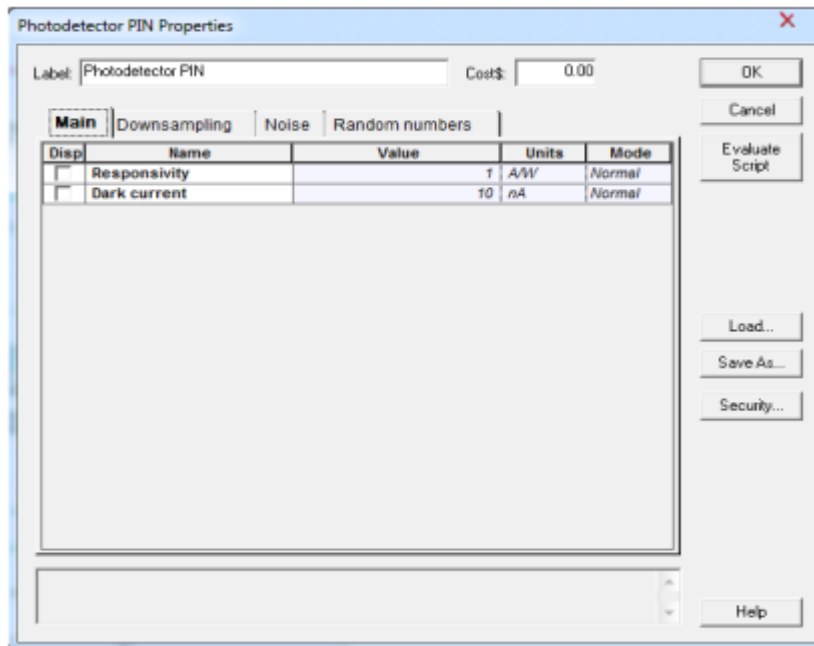 Photodetector PIN Properties
Label: Photodetector PIN Cost$: 0.00 OK
Cancel
Main Downsampling Noise Random numbers
Evaluate Script
Disp Name Value Units Mode
Responsivity 1 A/W Normal
Dark current 10 nA Normal
Load...
Save As...
Security...
Help